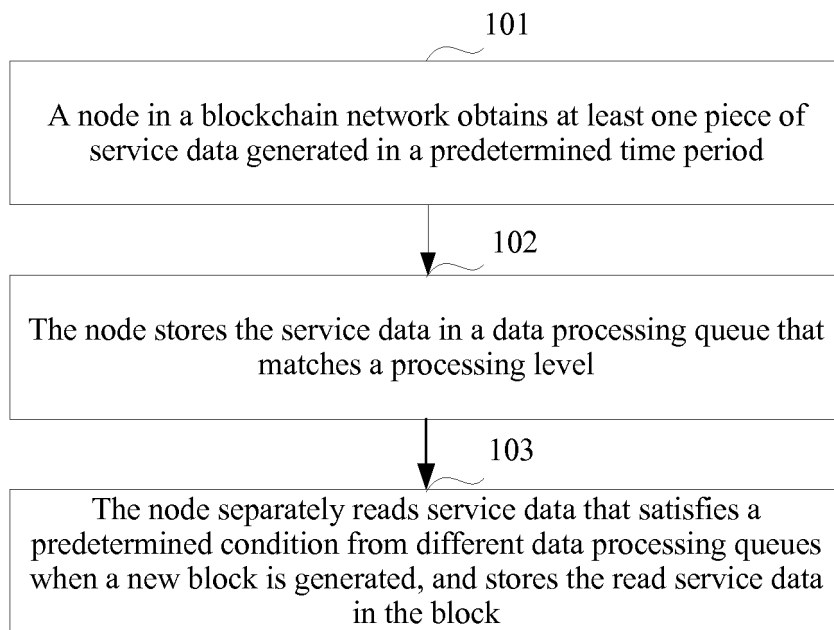 101
A node in a blockchain network obtains at least one piece of
service data generated in a predetermined time period
102
The node stores the service data in a data processing queue that
matches a processing level
103
The node separately reads service data that satisfies a
predetermined condition from different data processing queues
when a new block is generated, and stores the read service data
in the block